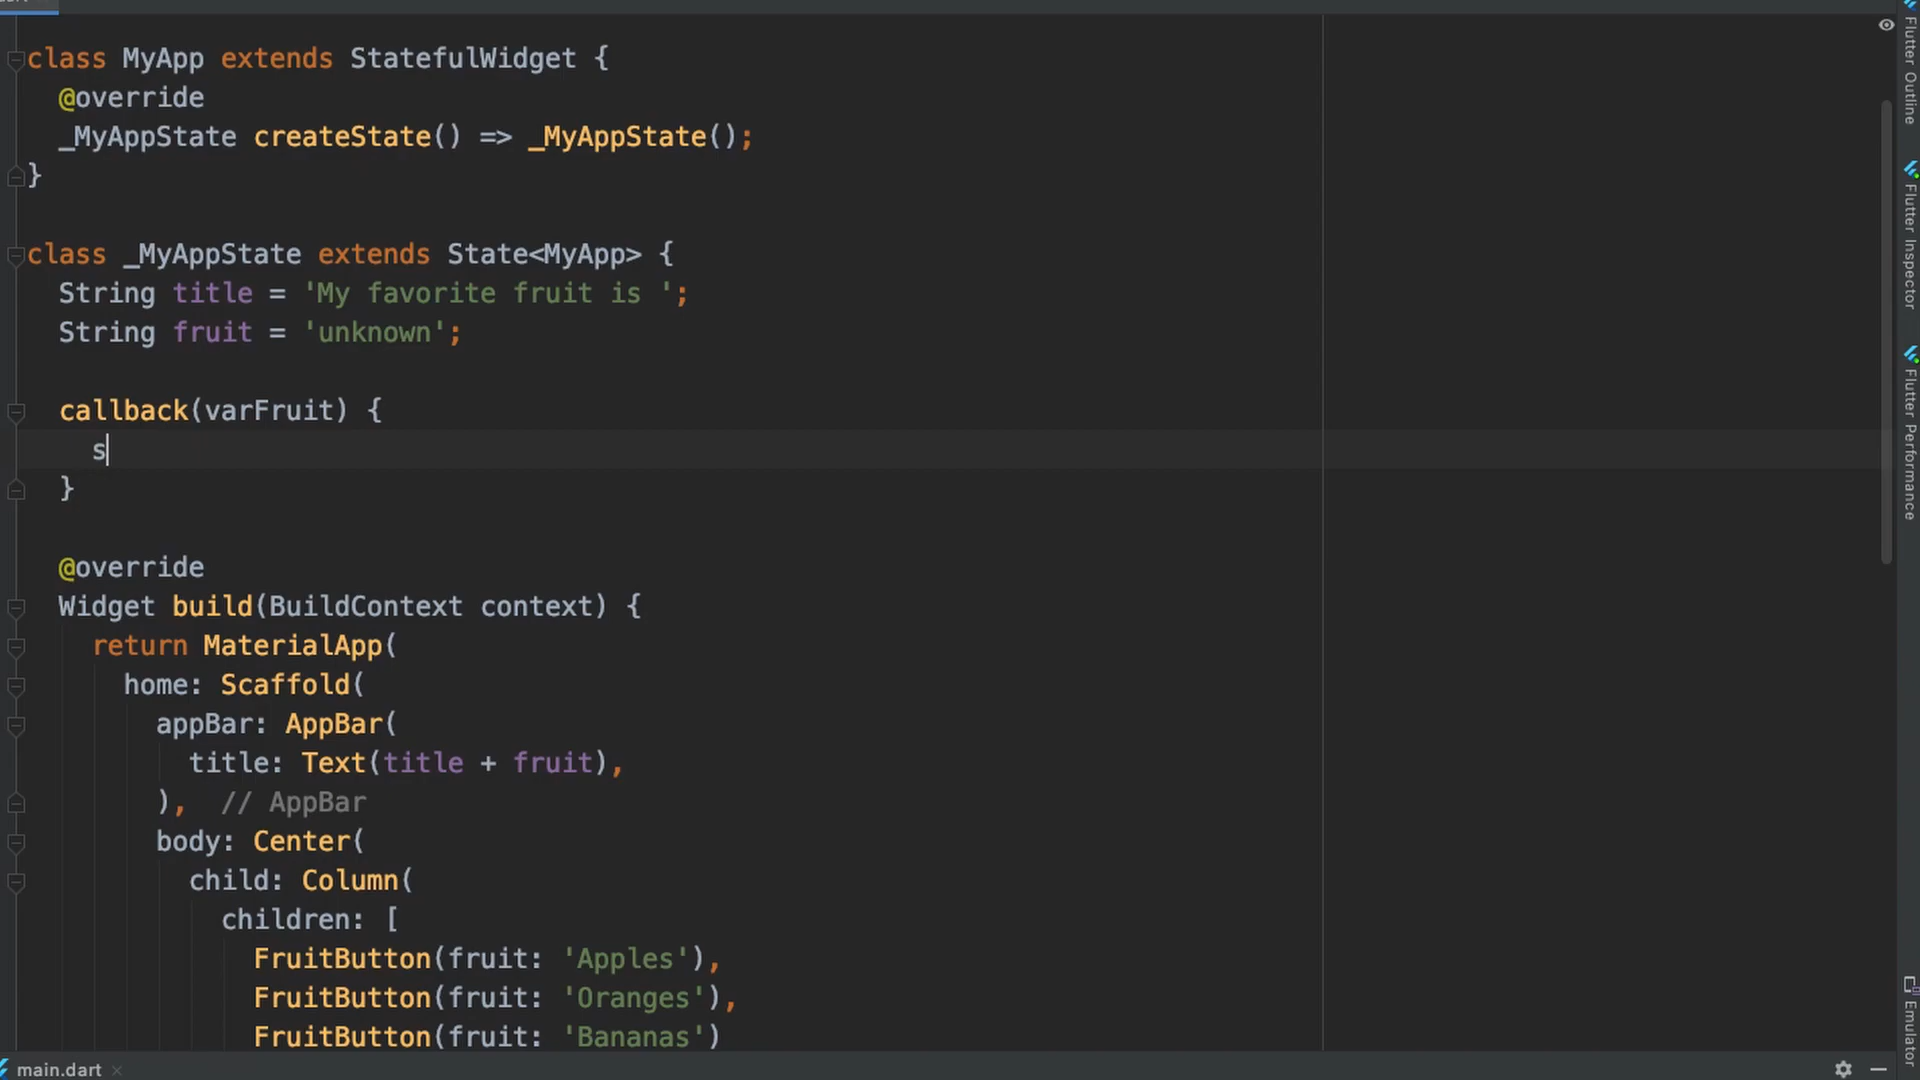 class MyApp extends StatefulWidget {
@override
_MyAppState createState() => _MyAppState();
}
class _MyAppState extends State<MyApp> {
String title = 'My favorite fruit is ';
String fruit = 'unknown';
callback(varFruit) {
s
}
@override
Widget build(BuildContext context) {
return MaterialApp(
home: Scaffold(
appBar: AppBar(
title: Text(title + fruit),
), // AppBar
body: Center(
child: Column(
children: [
FruitButton(fruit: 'Apples'),
FruitButton(fruit: 'Oranges'),
FruitButton(fruit: 'Bananas')
main.dart
Flutter Outline
Flutter Inspector
Flutter Performance
Emulator